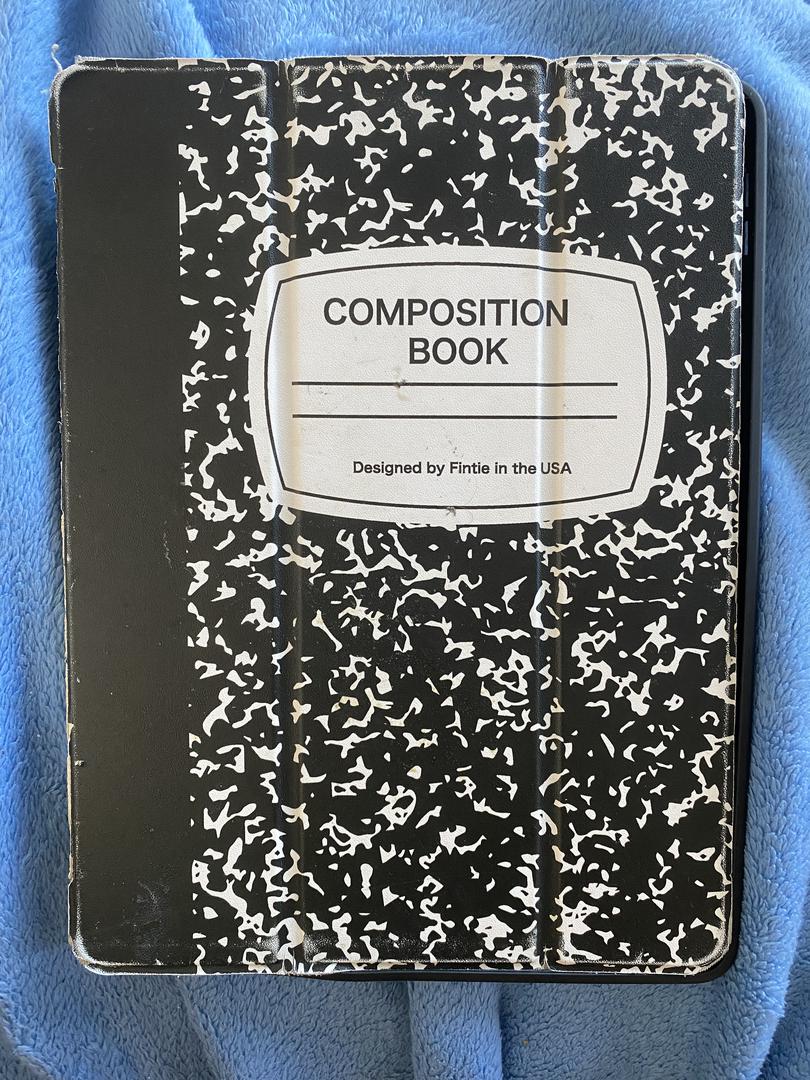 COMPOSITION
BOOK
Designed by Fintie in the USA